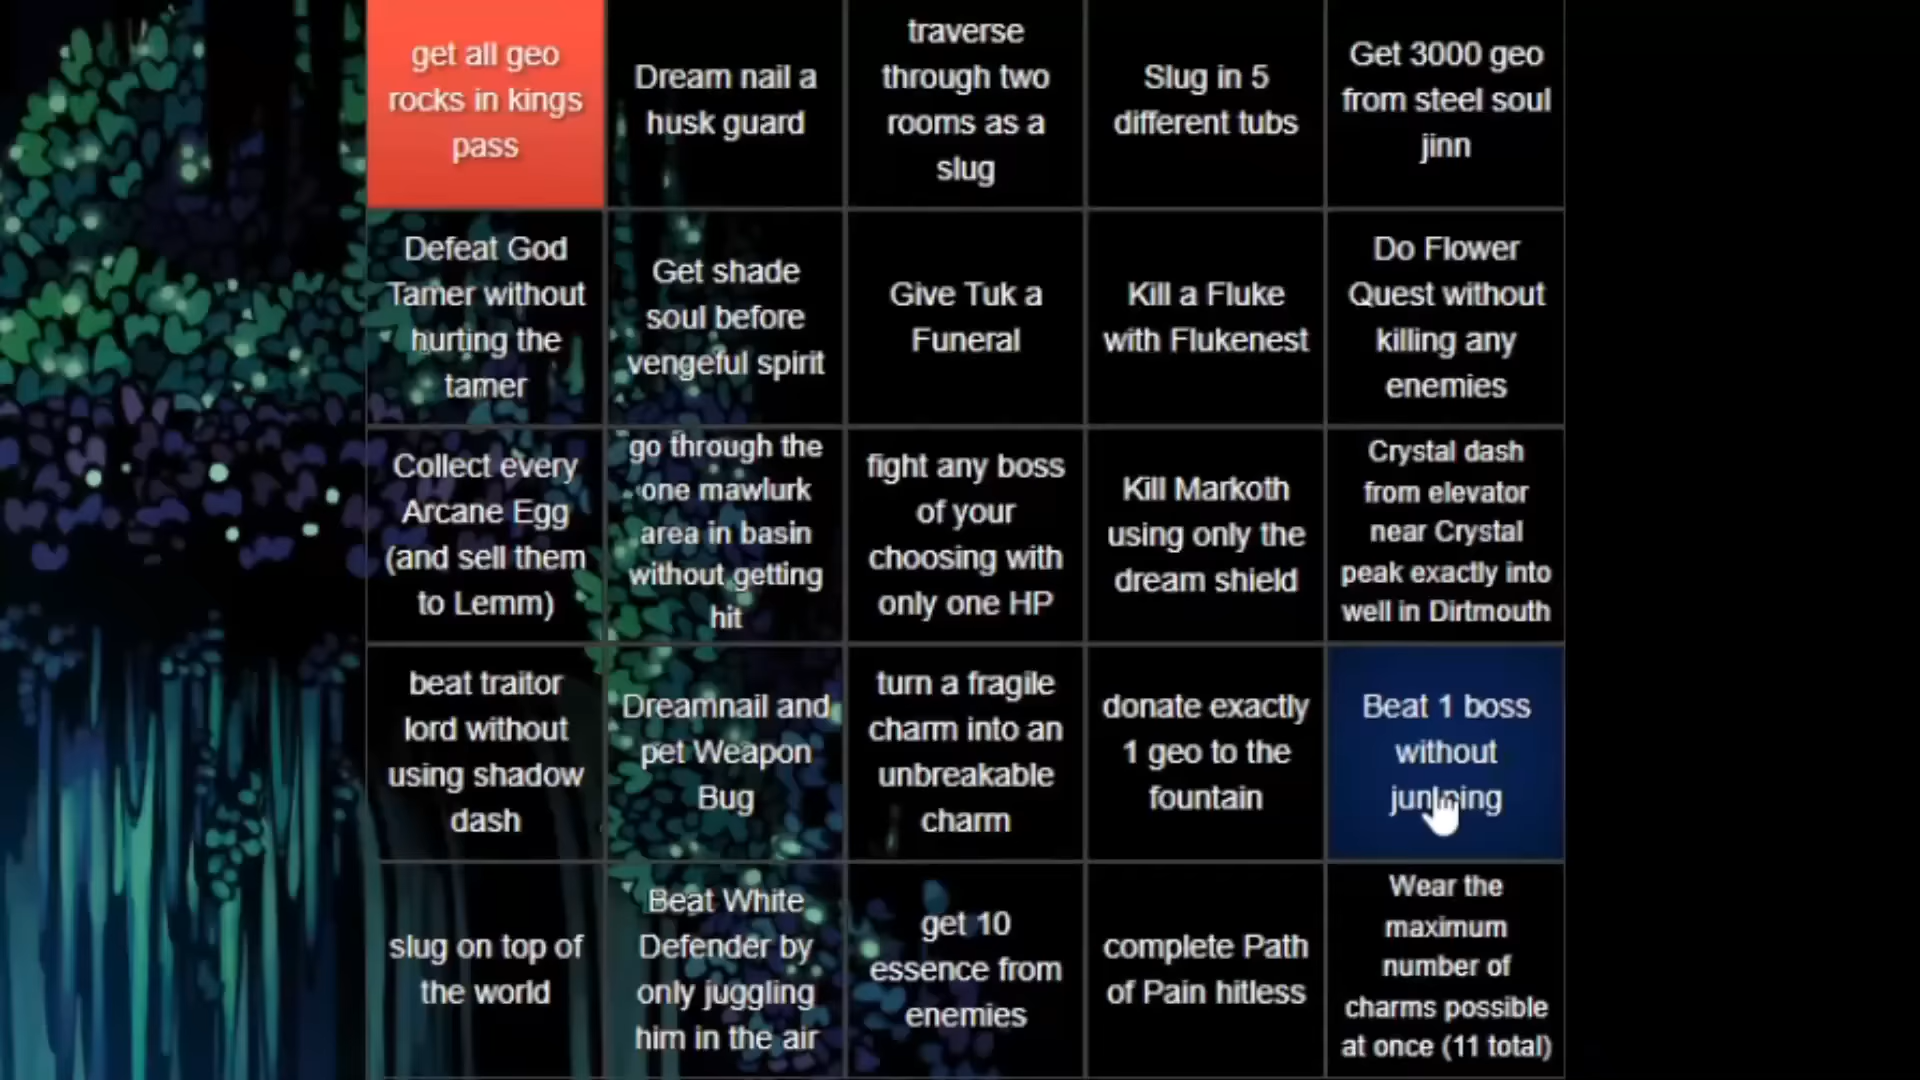 get all geo
rocks in kings
pass
Dream nail a
husk guard
traverse
through two
rooms as a
slug
Slug in 5
different tubs
Get 3000 geo
from steel soul
jinn
Defeat God
Tamer without
hurting the
tamer
Get shade
soul before
vengeful spirit
Give Tuk a
Funeral
Kill a Fluke
with Flukenest
Do Flower
Quest without
killing any
enemies
Collect every
Arcane Egg
(and sell them
to Lemm)
go through the
one mawlurk
area in basin
without getting
hit
fight any boss
of your
choosing with
only one HP
Kill Markoth
using only the
dream shield
Crystal dash
from elevator
near Crystal
peak exactly into
well in Dirtmouth
beat traitor
lord without
using shadow
dash
Dreamnail and
pet Weapon
Bug
turn a fragile
charm into an
unbreakable
charm
donate exactly
1 geo to the
fountain
Beat 1 boss
without
jumping
slug on top of
the world
Beat White
Defender by
only juggling
him in the air
get 10
essence from
enemies
complete Path
of Pain hitless
Wear the
maximum
number of
charms possible
at once (11 total)